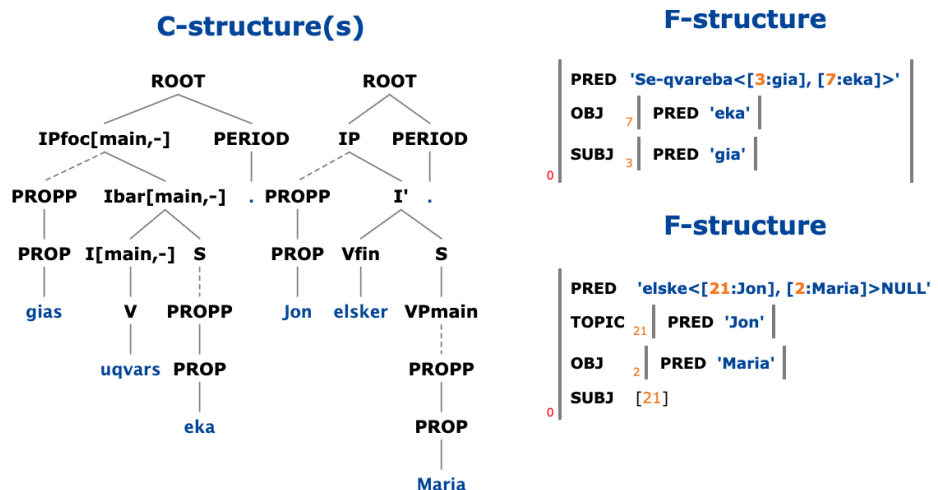 C-structure(s)
ROOT ROOT
IPfoc[main,-] PERIOD IP PERIOD
PROPP Ibar[main,-] . PROPP I' .
PROP I[main,-] S PROP Vfin S
gias V PROPP Jon elsker VPmain
uqvars PROP PROPP
eka PROP
Maria
F-structure
PRED 'Se-qvareba<[3:gia], [7:eka]>'
OBJ 7 PRED 'eka'
SUBJ 3 PRED 'gia'
0
F-structure
PRED 'elske<[21:Jon], [2:Maria]>NULL'
TOPIC 21 PRED 'Jon'
OBJ 2 PRED 'Maria'
SUBJ [21]
0